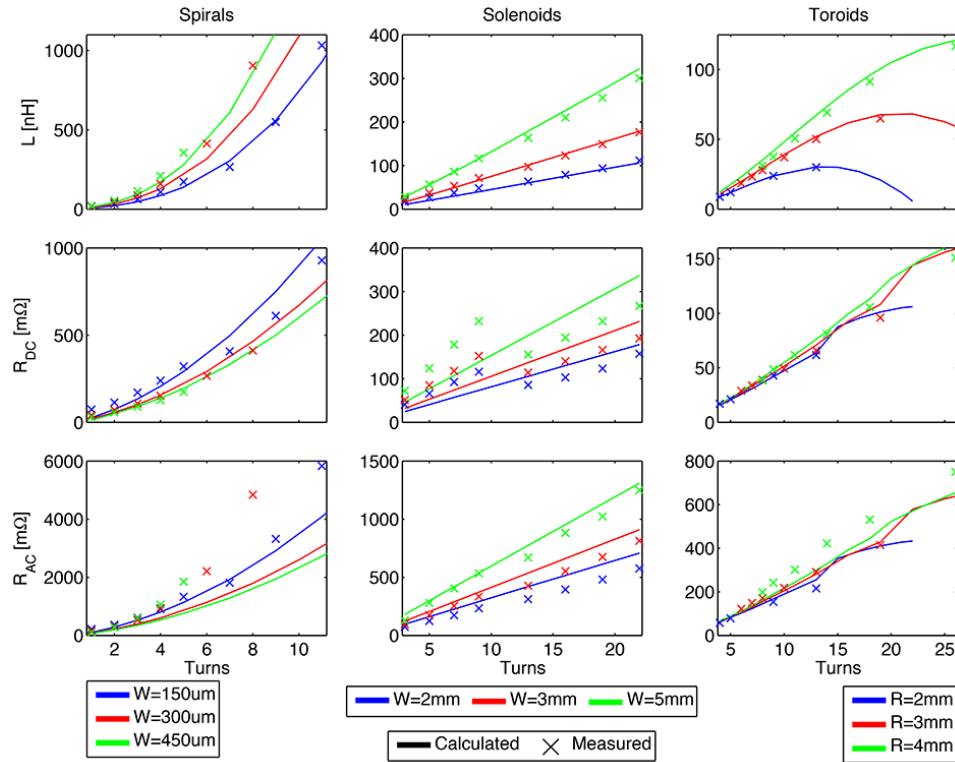 Spirals Solenoids Toroids
L [nH]
1000
500
0
400
300
200
100
0
100
50
0
R_DC [mΩ]
1000
500
0
400
300
200
100
0
150
100
50
0
R_AC [mΩ]
6000
4000
2000
0
1500
1000
500
0
800
600
400
200
0
2 4 6 8 10
5 10 15 20
5 10 15 20 25
Turns Turns Turns
W=150um
W=300um
W=450um
W=2mm W=3mm W=5mm
Calculated Measured
R=2mm
R=3mm
R=4mm